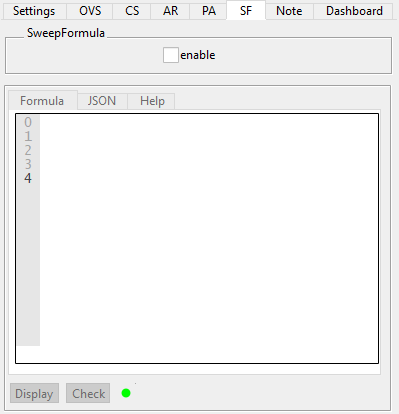 Settings OVS CS AR PA SF Note Dashboard
SweepFormula
enable
Formula JSON Help
0
1
2
3
4
Display Check